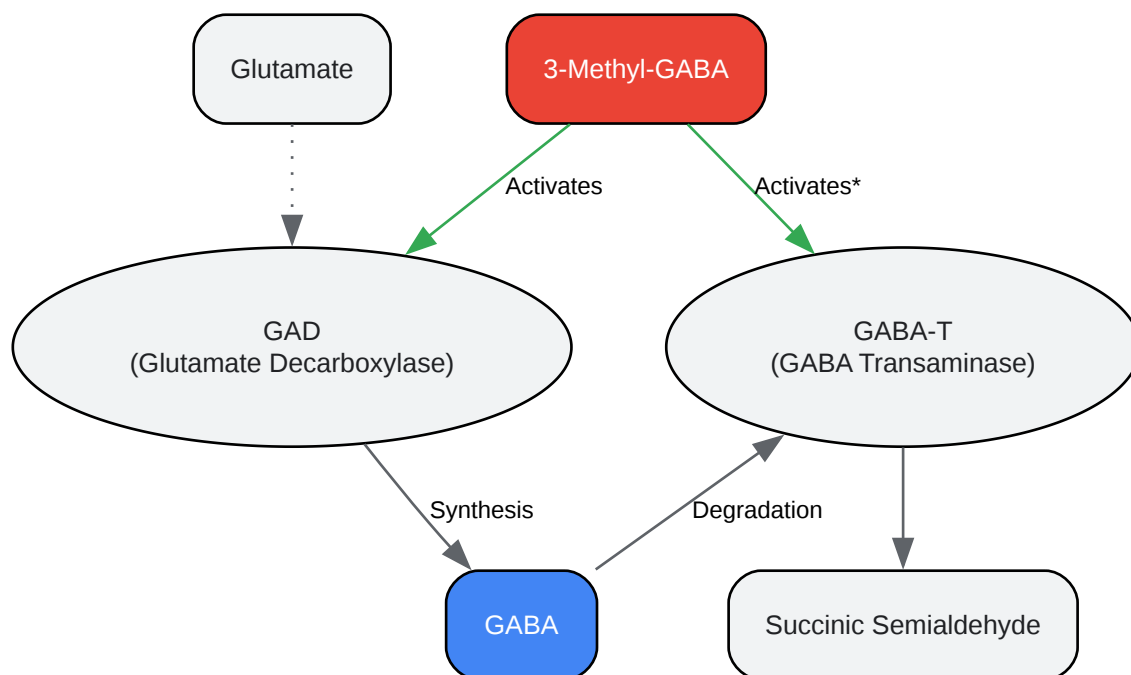 Glutamate
3-Methyl-GABA
Activates
Activates*
GAD
(Glutamate Decarboxylase)
GABA-T
(GABA Transaminase)
Synthesis
Degradation
GABA
Succinic Semialdehyde